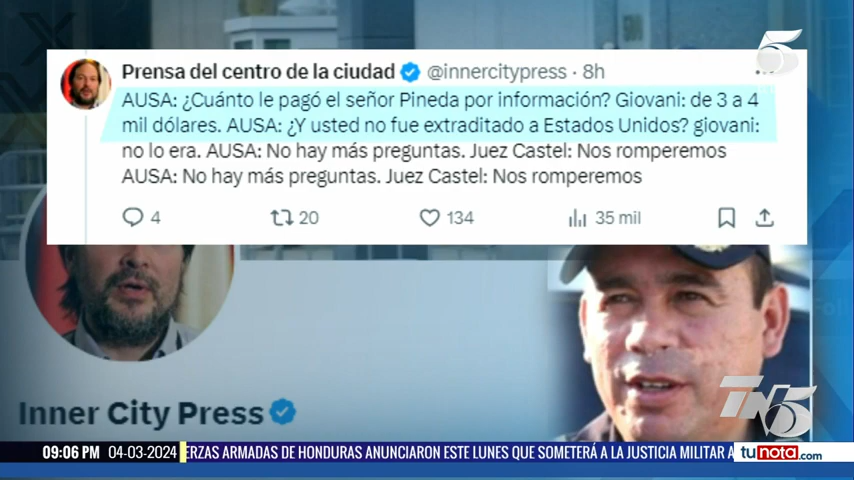 5
Prensa del centro de la ciudad @innercitypress · 8h
AUSA: ¿Cuánto le pagó el señor Pineda por información? Giovani: de 3 a 4
mil dólares. AUSA: ¿Y usted no fue extraditado a Estados Unidos? giovani:
no lo era. AUSA: No hay más preguntas. Juez Castel: Nos romperemos
AUSA: No hay más preguntas. Juez Castel: Nos romperemos
4 20 134 35 mil
Inner City Press
TN5
09:06 PM 04-03-2024 ERZAS ARMADAS DE HONDURAS ANUNCIARON ESTE LUNES QUE SOMETERÁ A LA JUSTICIA MILITAR A tunota.com